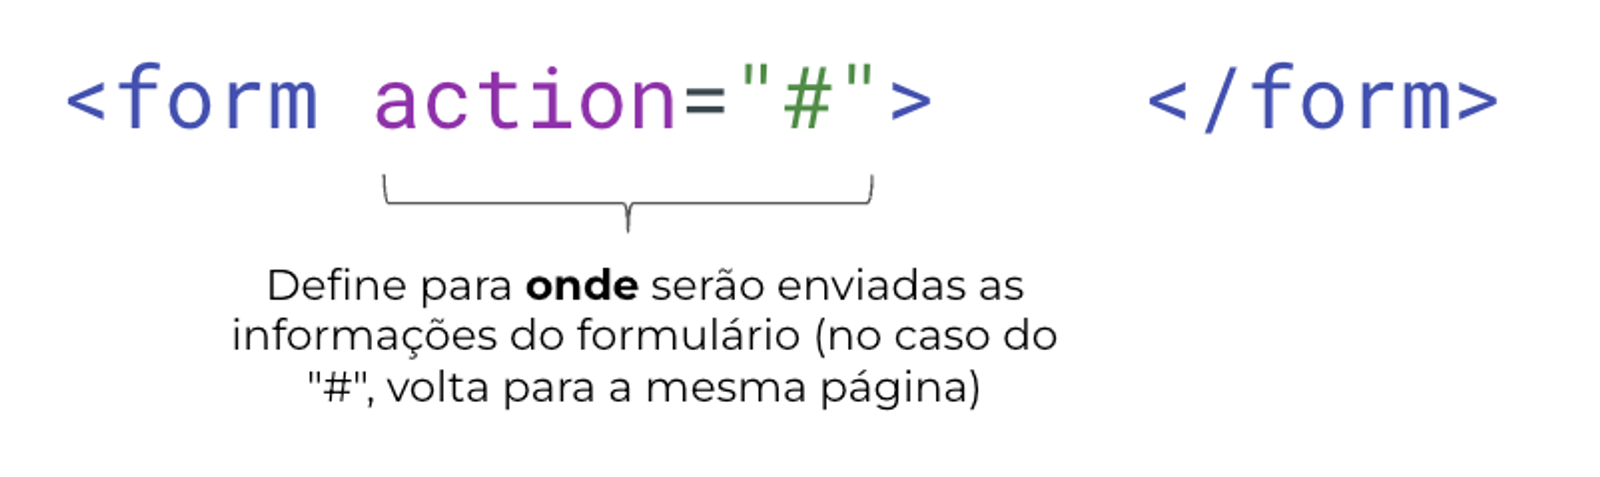 <form action="#"> </form>
Define para onde serão enviadas as
informações do formulário (no caso do
"#", volta para a mesma página)